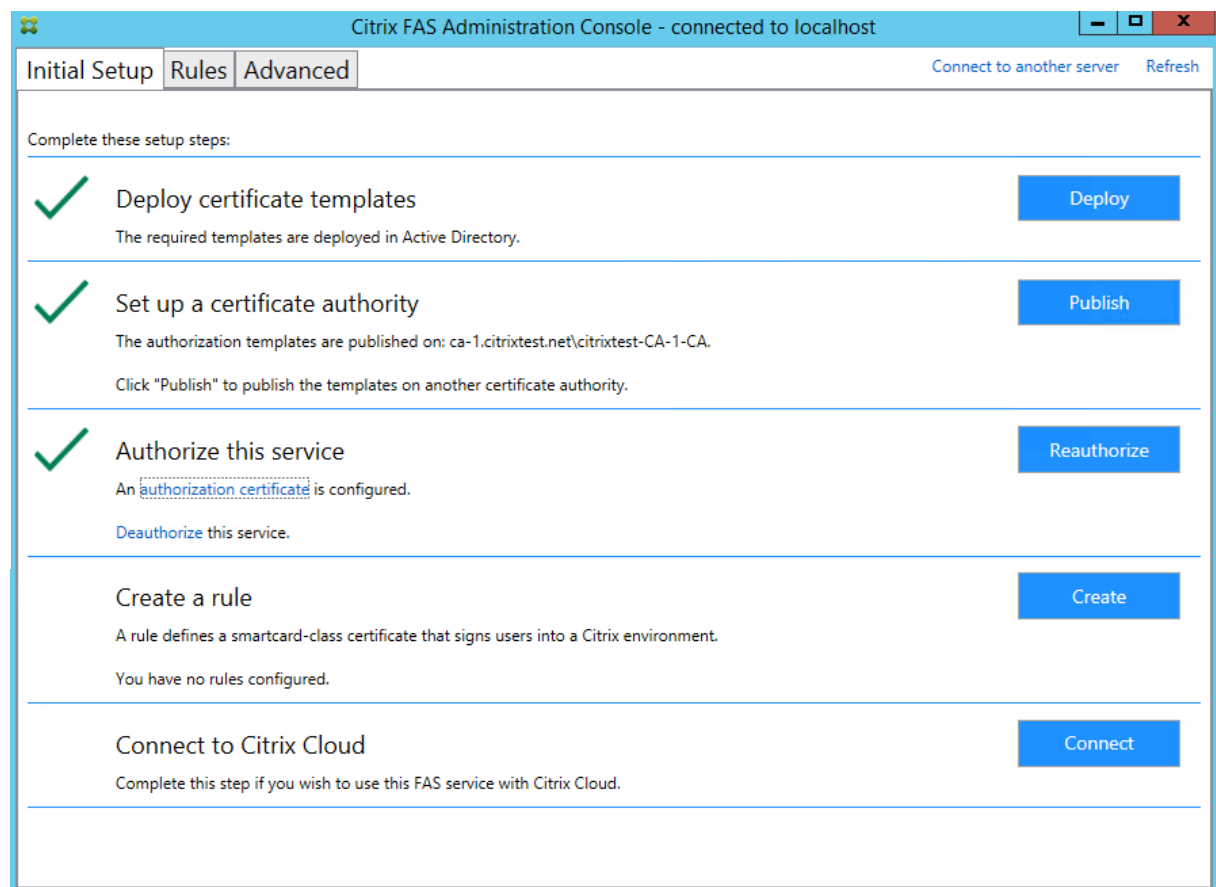 Citrix FAS Administration Console - connected to localhost
Initial Setup Rules Advanced Connect to another server Refresh
Complete these setup steps:
Deploy certificate templates
Deploy
The required templates are deployed in Active Directory.
Set up a certificate authority
Publish
The authorization templates are published on: ca-1.citrixtest.net\citrixtest-CA-1-CA.
Click "Publish" to publish the templates on another certificate authority.
Authorize this service
Reauthorize
An authorization certificate is configured.
Deauthorize this service.
Create a rule
Create
A rule defines a smartcard-class certificate that signs users into a Citrix environment.
You have no rules configured.
Connect to Citrix Cloud
Connect
Complete this step if you wish to use this FAS service with Citrix Cloud.